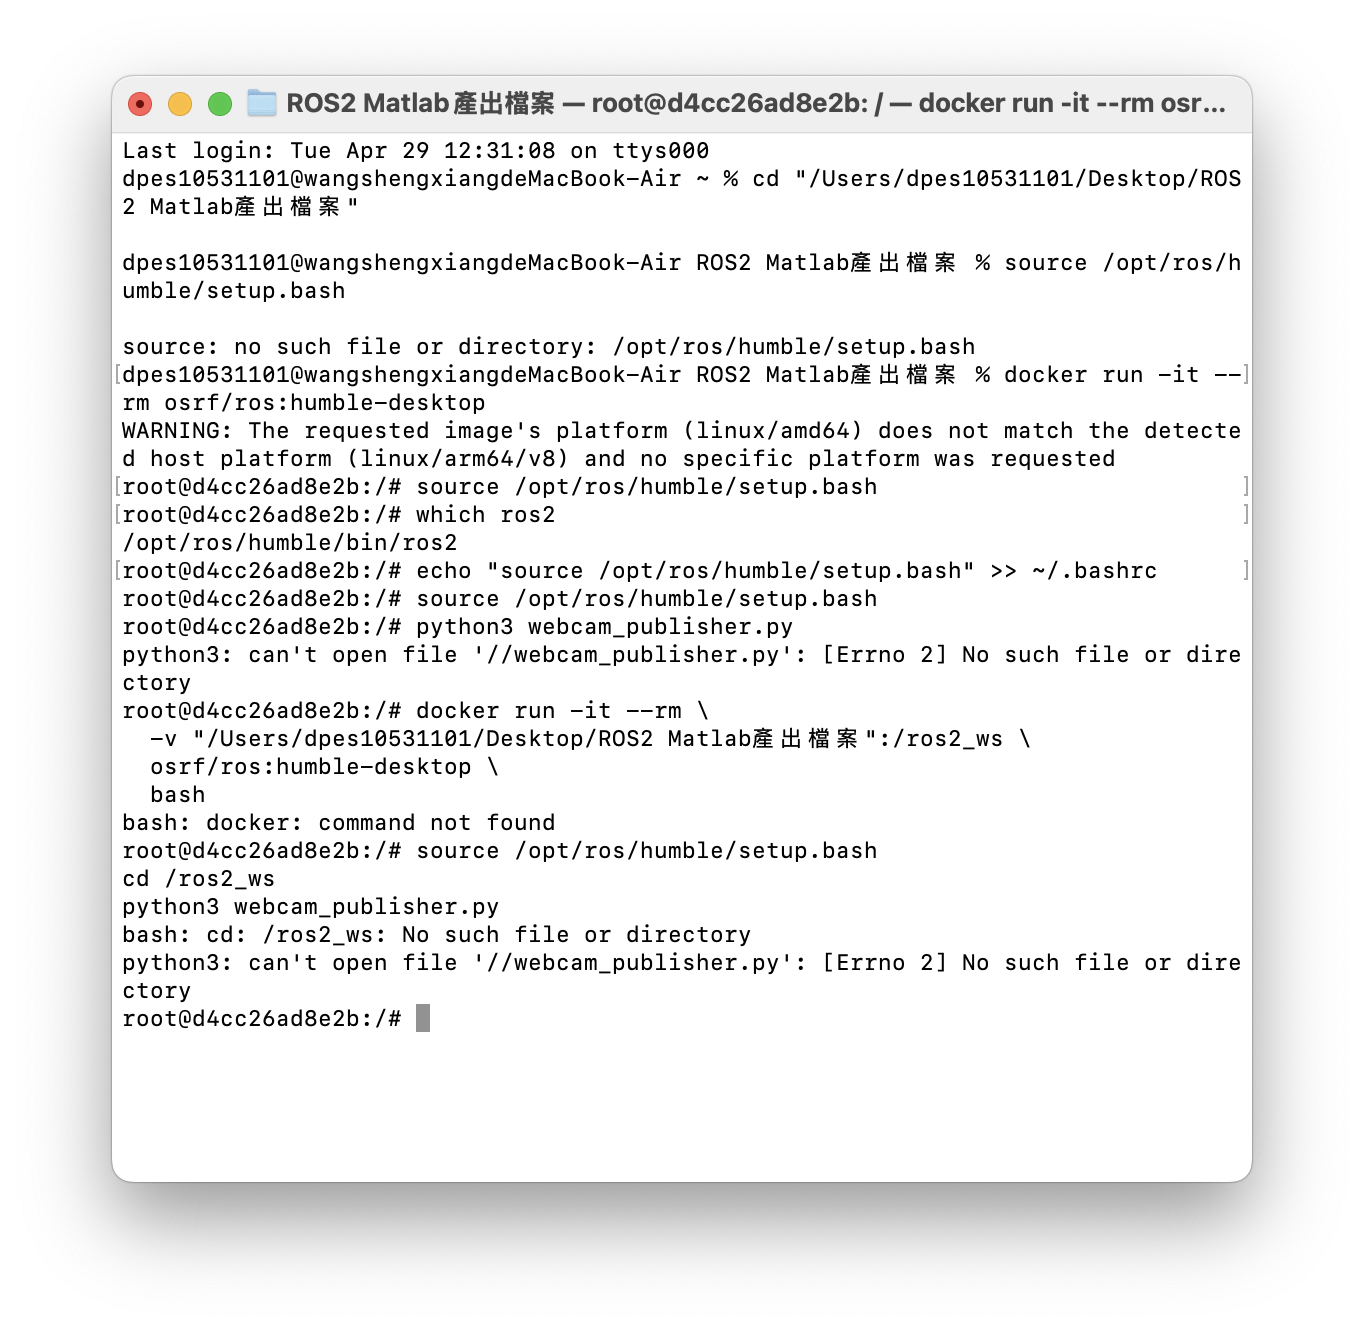 ROS2 Matlab產出檔案 — root@d4cc26ad8e2b: / — docker run -it --rm osr...
Last login: Tue Apr 29 12:31:08 on ttys000
dpes10531101@wangshengxiangdeMacBook-Air ~ % cd "/Users/dpes10531101/Desktop/ROS
2 Matlab產出檔案"
dpes10531101@wangshengxiangdeMacBook-Air ROS2 Matlab產出檔案 % source /opt/ros/h
umble/setup.bash
source: no such file or directory: /opt/ros/humble/setup.bash
[dpes10531101@wangshengxiangdeMacBook-Air ROS2 Matlab產出檔案 % docker run -it --]
rm osrf/ros:humble-desktop
WARNING: The requested image's platform (linux/amd64) does not match the detecte
d host platform (linux/arm64/v8) and no specific platform was requested
[root@d4cc26ad8e2b:/# source /opt/ros/humble/setup.bash ]
[root@d4cc26ad8e2b:/# which ros2 ]
/opt/ros/humble/bin/ros2
[root@d4cc26ad8e2b:/# echo "source /opt/ros/humble/setup.bash" >> ~/.bashrc ]
root@d4cc26ad8e2b:/# source /opt/ros/humble/setup.bash
root@d4cc26ad8e2b:/# python3 webcam_publisher.py
python3: can't open file '//webcam_publisher.py': [Errno 2] No such file or dire
ctory
root@d4cc26ad8e2b:/# docker run -it --rm \
-v "/Users/dpes10531101/Desktop/ROS2 Matlab產出檔案":/ros2_ws \
osrf/ros:humble-desktop \
bash
bash: docker: command not found
root@d4cc26ad8e2b:/# source /opt/ros/humble/setup.bash
cd /ros2_ws
python3 webcam_publisher.py
bash: cd: /ros2_ws: No such file or directory
python3: can't open file '//webcam_publisher.py': [Errno 2] No such file or dire
ctory
root@d4cc26ad8e2b:/#